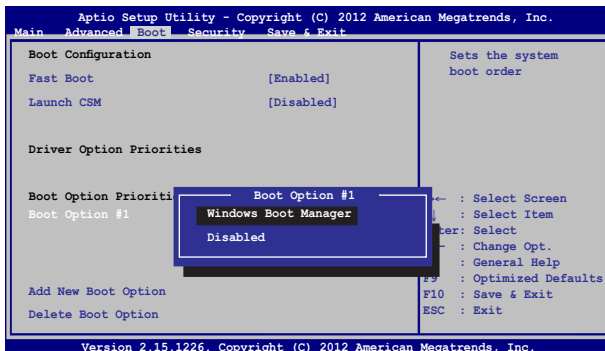 Aptio Setup Utility - Copyright (C) 2012 American Megatrends, Inc.
Main Advanced Boot Security Save & Exit
Boot Configuration
Fast Boot [Enabled]
Launch CSM [Disabled]
Driver Option Priorities
Boot Option Prioriti
Boot Option #1
Add New Boot Option
Delete Boot Option
Boot Option #1
Windows Boot Manager
Disabled
Sets the system
boot order
: Select Screen
: Select Item
ter: Select
: Change Opt.
: General Help
F9 : Optimized Defaults
F10 : Save & Exit
ESC : Exit
Version 2.15.1226. Copyright (C) 2012 American Megatrends, Inc.